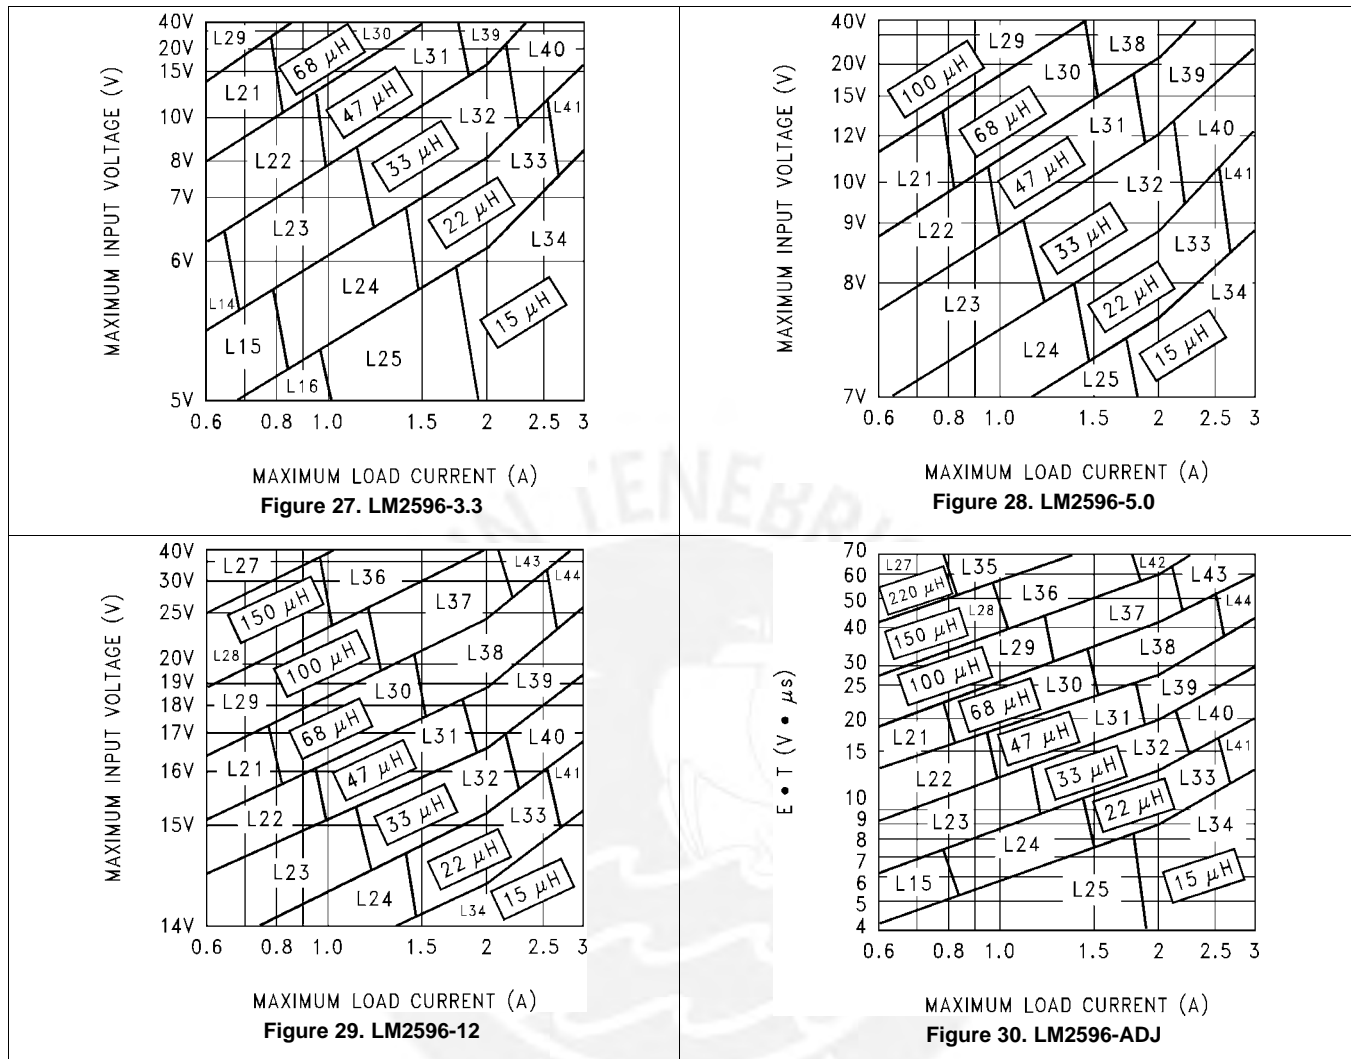 40V
20V
15V
10V
8V
7V
6V
5V
MAXIMUM INPUT VOLTAGE (V)
L29
L30
L39
L40
68 μH
L31
L21
47 μH
L32
L41
L22
33 μH
L33
L23
22 μH
L34
L14
L24
15 μH
L15
L25
L16
0.6
1.0
1.5
2
2.5
3
MAXIMUM LOAD CURRENT (A)
Figure 27. LM2596-3.3
40V
20V
15V
12V
10V
9V
8V
7V
MAXIMUM INPUT VOLTAGE (V)
L29
L38
100 μH
L30
L39
68 μH
L31
L40
L21
47 μH
L32
L41
L22
33 μH
L33
L23
22 μH
L34
L24
15 μH
L25
0.6
1.0
1.5
2
2.5
3
MAXIMUM LOAD CURRENT (A)
Figure 28. LM2596-5.0
40V
30V
25V
20V
19V
18V
17V
16V
15V
14V
MAXIMUM INPUT VOLTAGE (V)
L27
L36
L43
L44
150 μH
L37
L28
100 μH
L38
L29
L30
L39
68 μH
L31
L40
L21
47 μH
L32
L41
L22
33 μH
L33
L23
22 μH
L24
15 μH
L34
0.6
1.0
1.5
2
2.5
3
MAXIMUM LOAD CURRENT (A)
Figure 29. LM2596-12
70
60
50
40
30
25
20
15
10
9
8
7
6
5
4
E • T (V • μs)
L27
L35
L42
L43
220 μH
L36
L44
L28
L37
150 μH
L29
L38
100 μH
L30
L39
68 μH
L31
L40
L21
47 μH
L32
L41
L22
33 μH
L33
L23
22 μH
L34
L24
15 μH
L15
L25
0.6
1.0
1.5
2
2.5
3
MAXIMUM LOAD CURRENT (A)
Figure 30. LM2596-ADJ